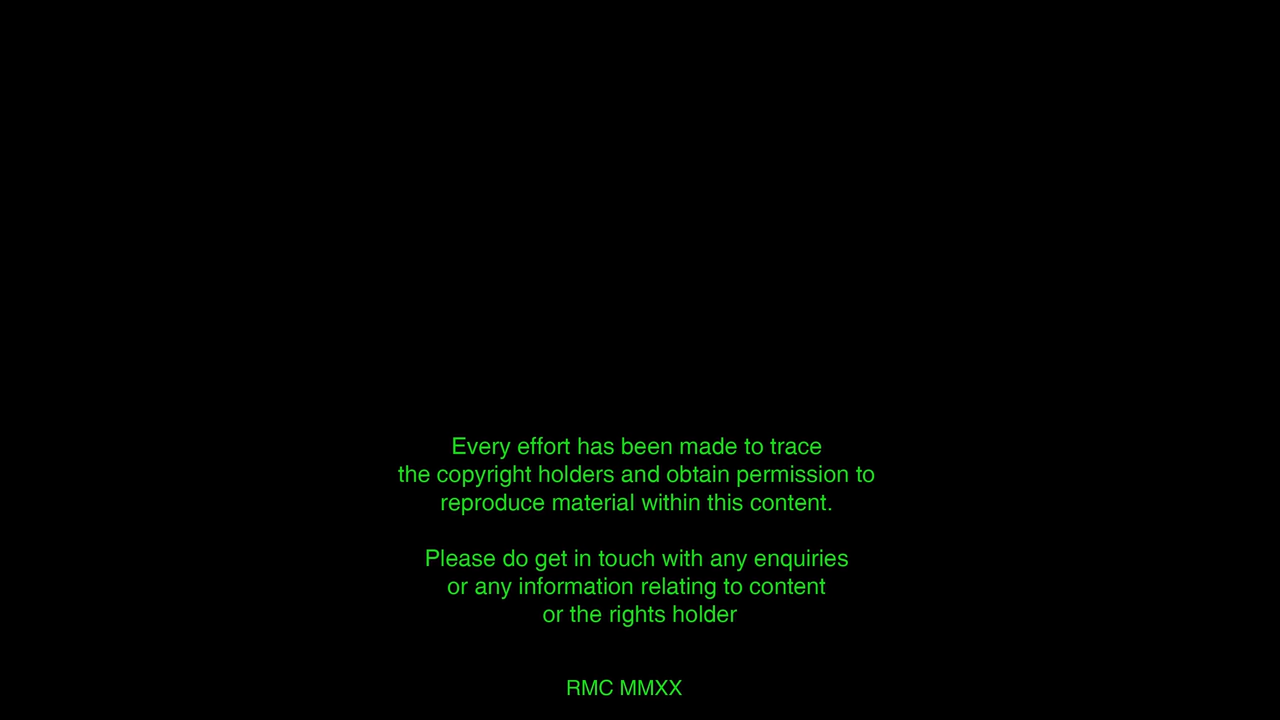 Every effort has been made to trace
the copyright holders and obtain permission to
reproduce material within this content.
Please do get in touch with any enquiries
or any information relating to content
or the rights holder
RMC MMXX